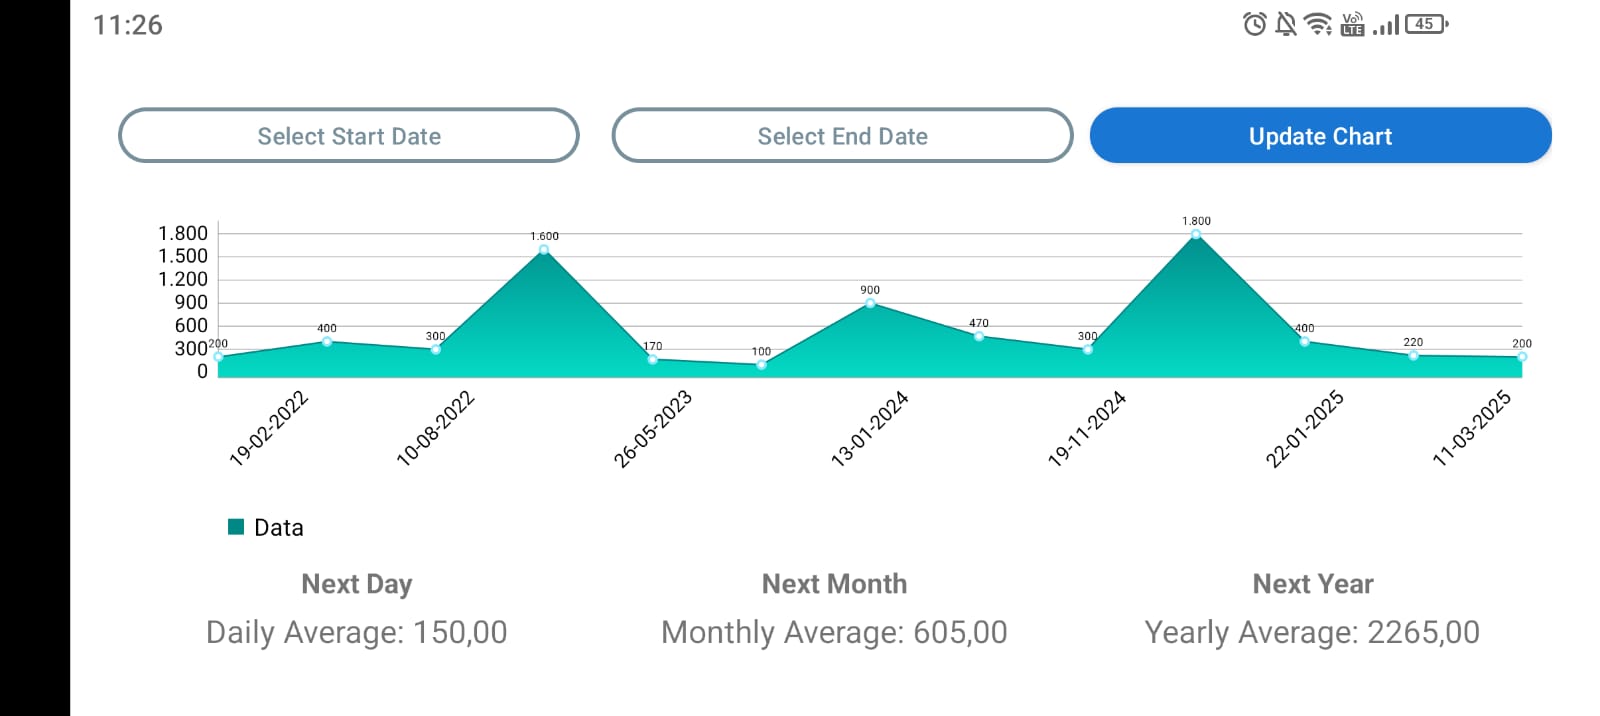 11:26
Vo)) LTE 45
Select Start Date
Select End Date
Update Chart
1.800
1.500
1.200
900
600
300
0
200
400
300
1.600
170
100
900
470
300
1.800
400
220
200
19-02-2022
10-08-2022
26-05-2023
13-01-2024
19-11-2024
22-01-2025
11-03-2025
Data
Next Day
Daily Average: 150,00
Next Month
Monthly Average: 605,00
Next Year
Yearly Average: 2265,00